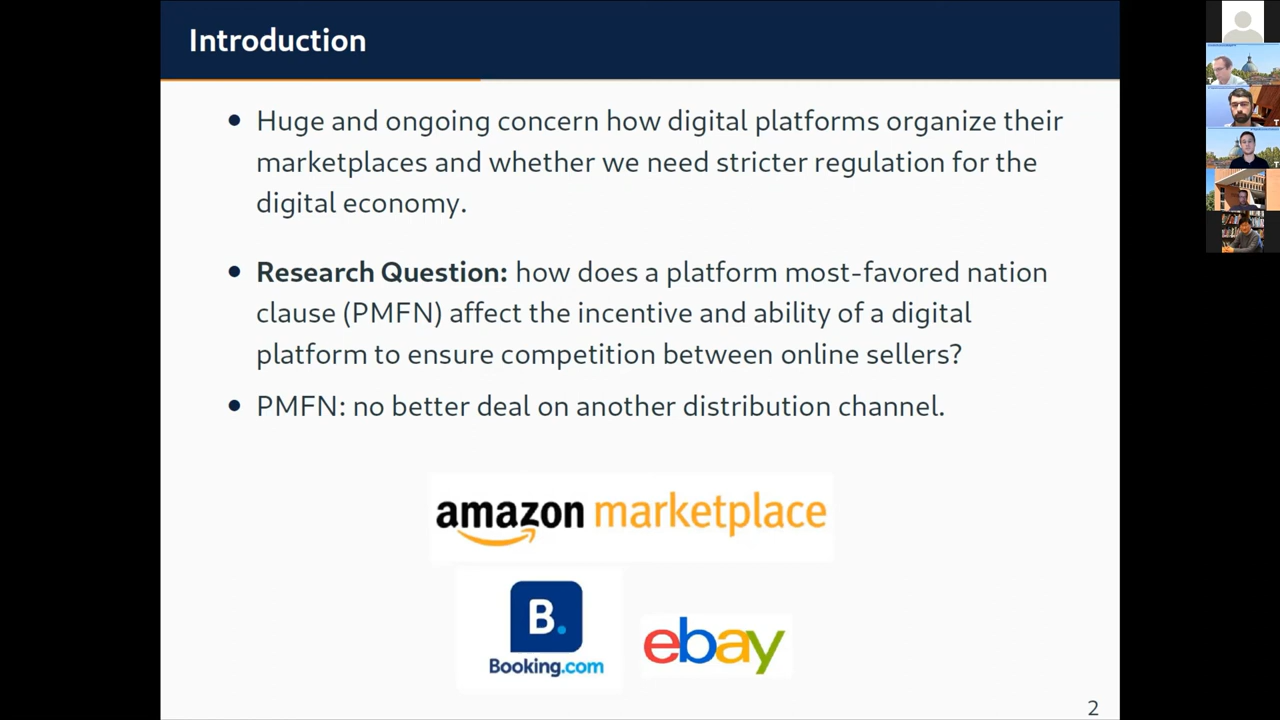 Introduction
• Huge and ongoing concern how digital platforms organize their
marketplaces and whether we need stricter regulation for the
digital economy.
• Research Question: how does a platform most-favored nation
clause (PMFN) affect the incentive and ability of a digital
platform to ensure competition between online sellers?
• PMFN: no better deal on another distribution channel.
amazon marketplace
B.
Booking.com
ebay
2